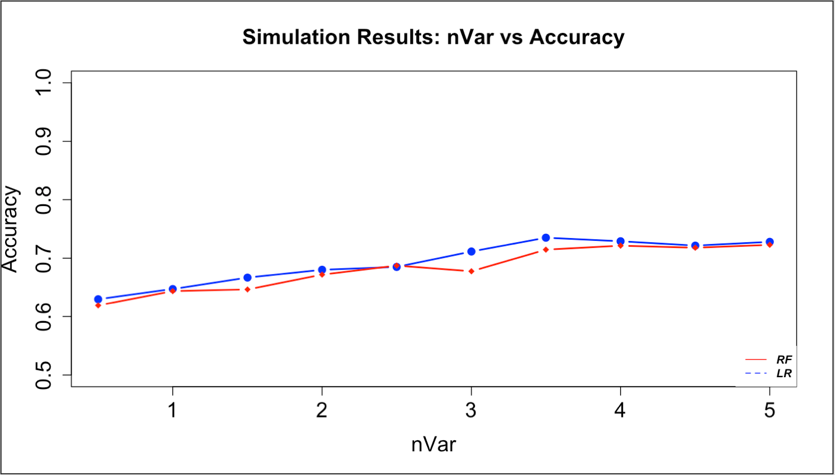 Simulation Results: nVar vs Accuracy
Accuracy
1.0
0.9
0.8
0.7
0.6
0.5
1 2 3 4 5
nVar
RF
LR